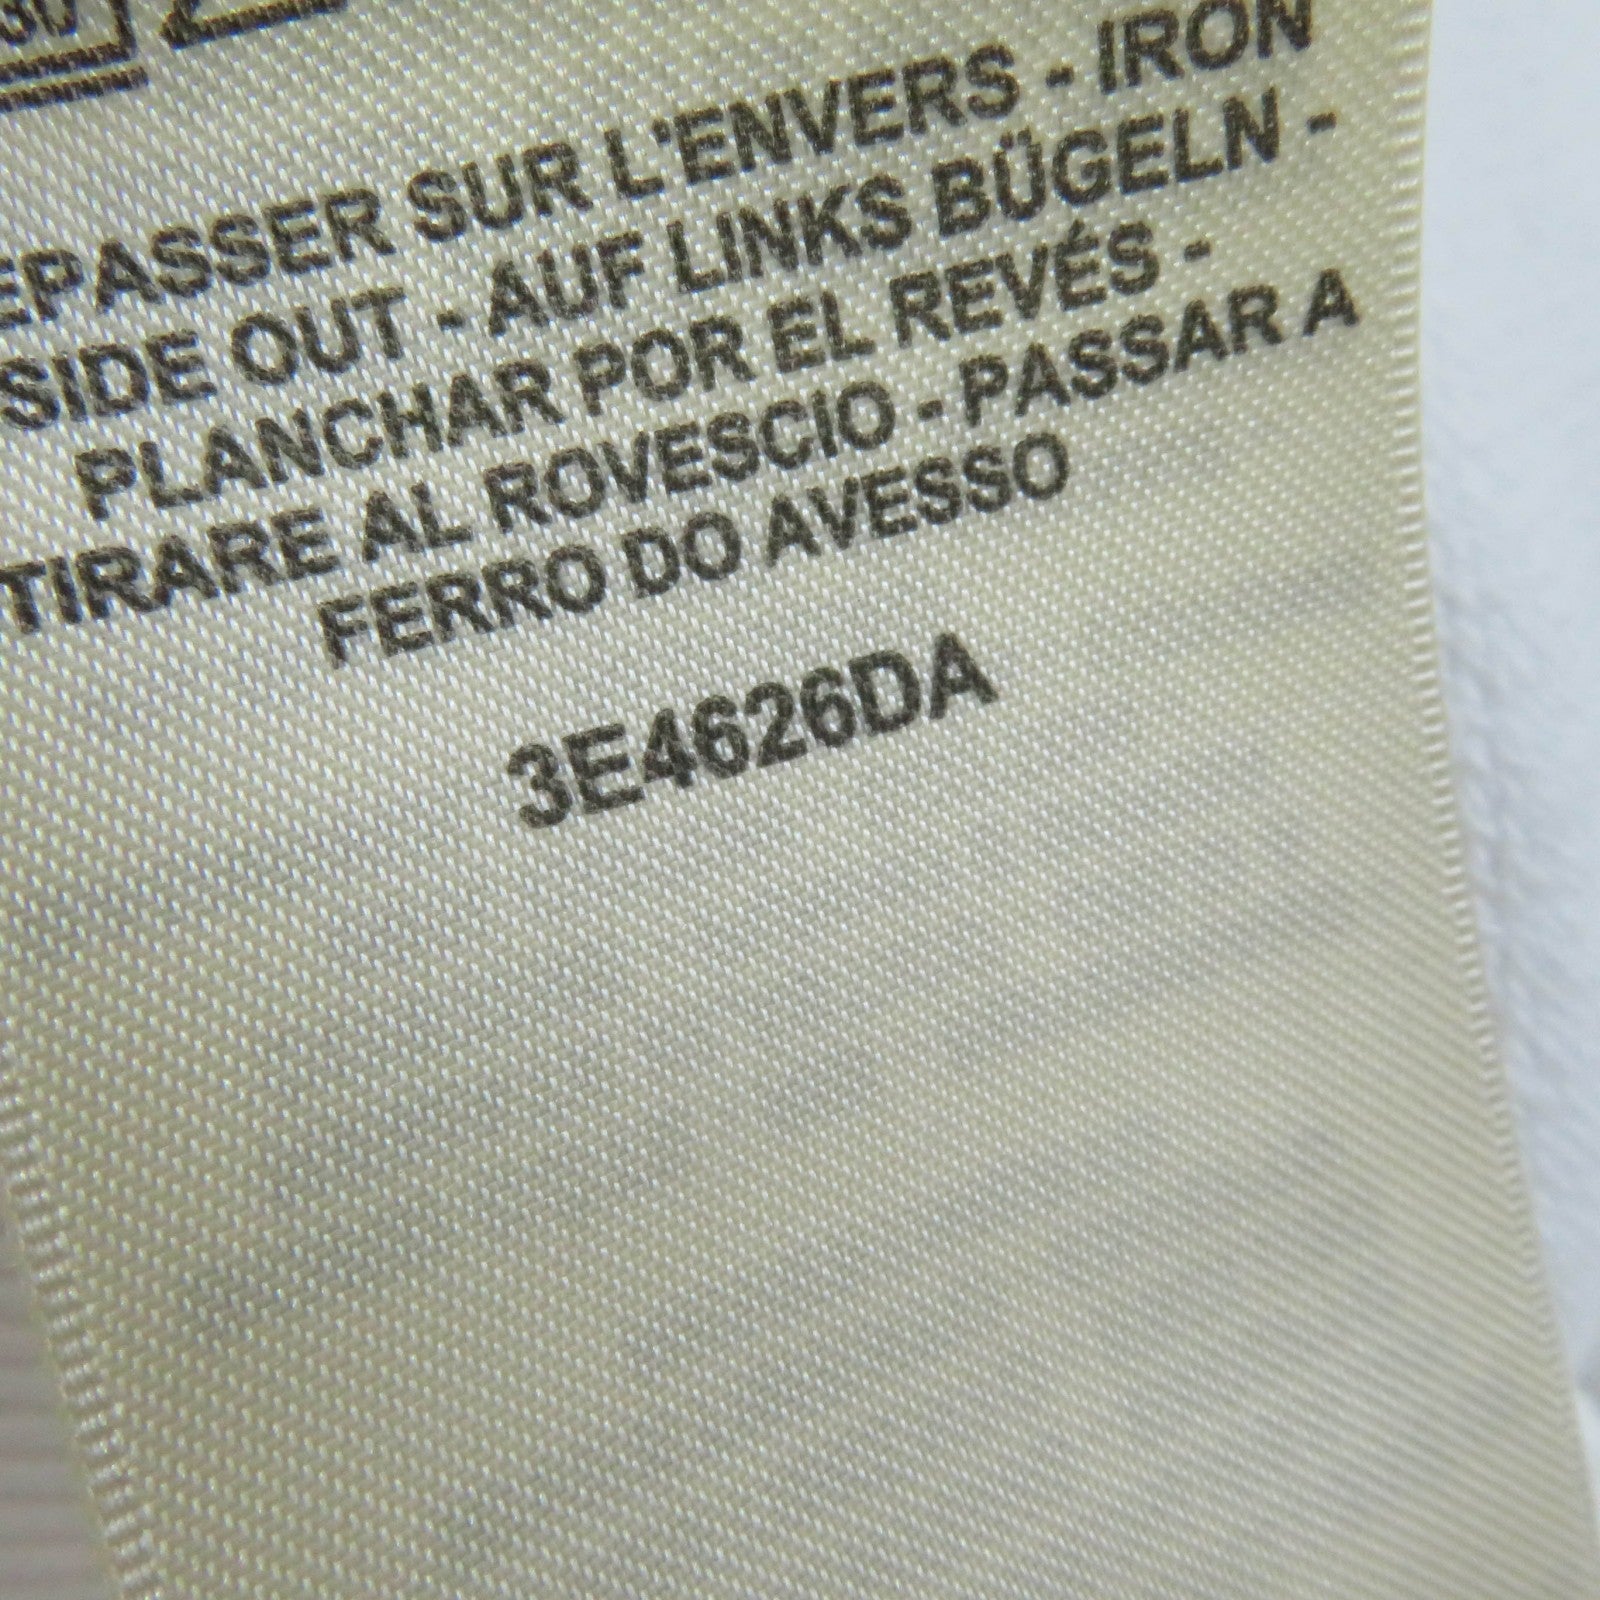 30
EPASSER SUR L'ENVERS - IRON
SIDE OUT - AUF LINKS BÜGELN -
PLANCHAR POR EL REVÉS -
TIRARE AL ROVESCIO - PASSAR A
FERRO DO AVESSO
3E4626DA